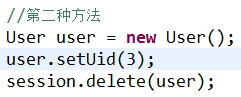 //第二种方法
User user = new User();
user.setUid(3);
session.delete(user);